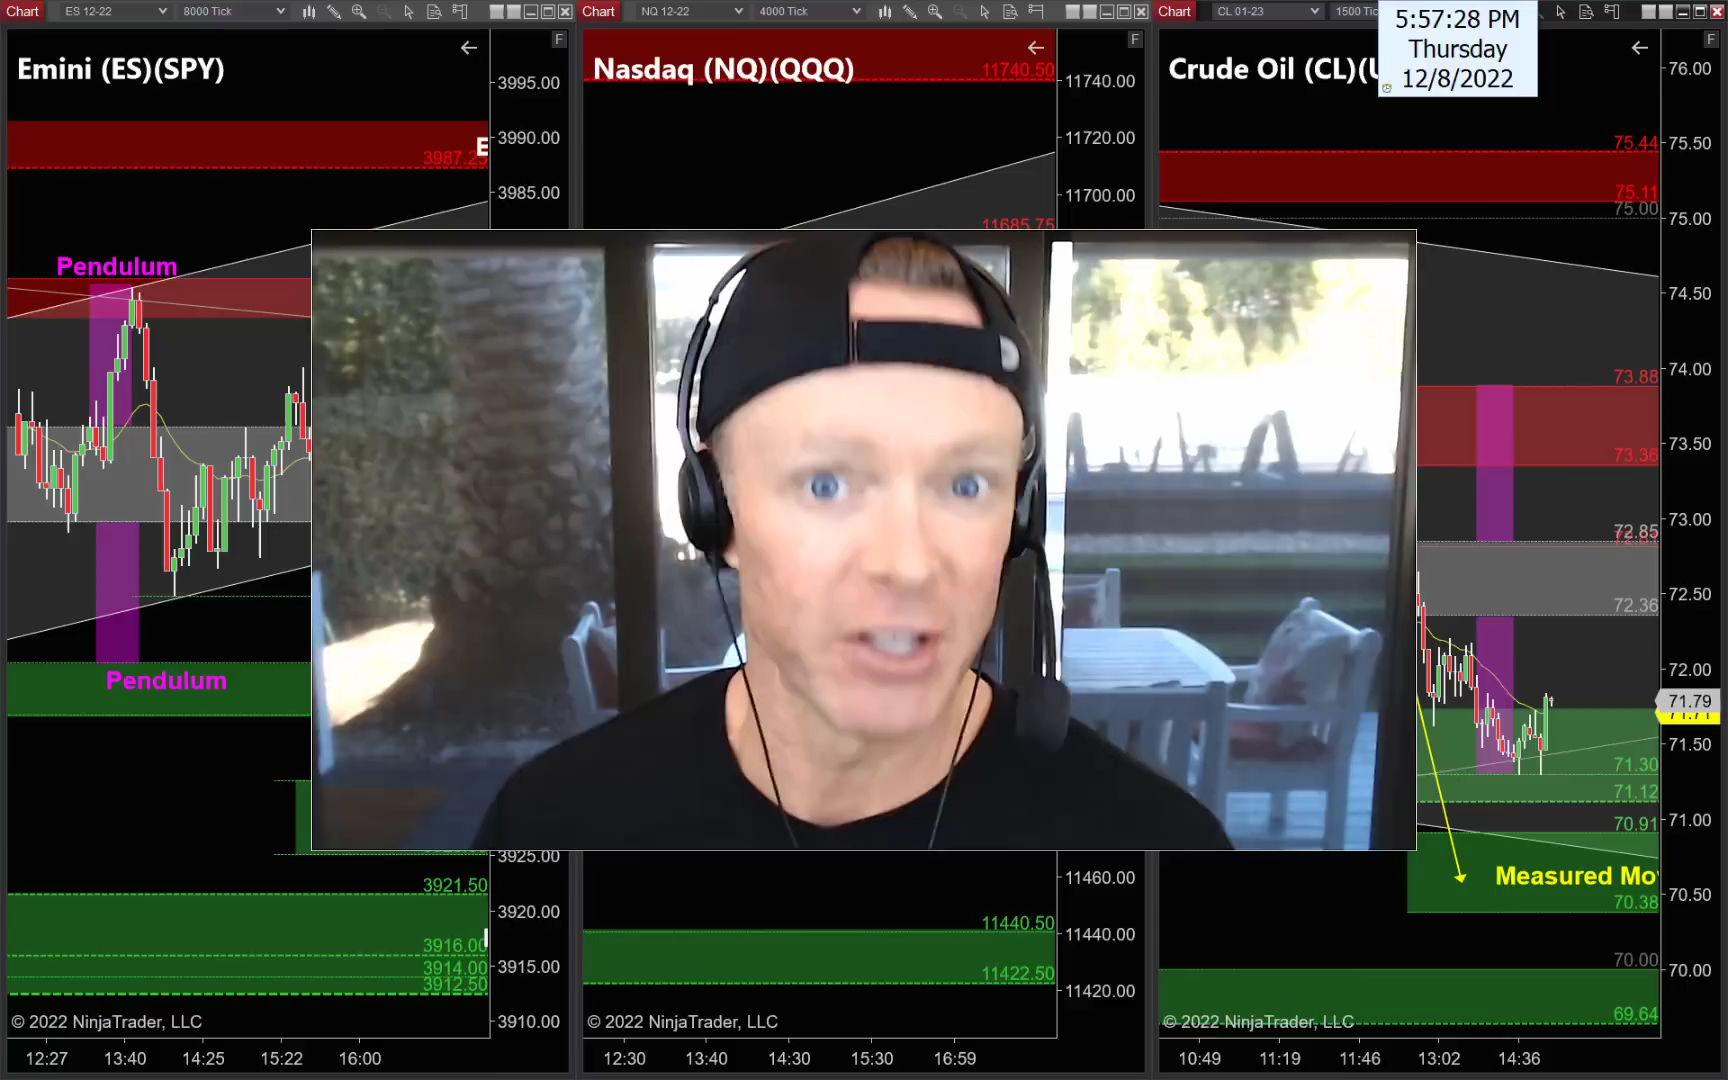 Chart
ES 12-22
8000 Tick
Chart
NQ 12-22
4000 Tick
Chart
CL 01-23
1500
5:57:28 PM
Thursday
12/8/2022
F
F
F
Emini (ES)(SPY)
Nasdaq (NQ)(QQQ)
Crude Oil (CL)
3995.00
3990.00
3985.00
3987.25
E
Pendulum
Pendulum
3925.00
3921.50
3920.00
3916.00
3915.00
3914.00
3912.50
3910.00
© 2022 NinjaTrader, LLC
12:27
13:40
14:25
15:22
16:00
11740.50
11740.00
11720.00
11700.00
11685.75
11460.00
11440.50
11440.00
11422.50
11420.00
© 2022 NinjaTrader, LLC
12:30
13:40
14:30
15:30
16:59
76.00
75.50
75.44
75.11
75.00
75.00
74.50
74.00
73.88
73.50
73.36
73.00
72.85
72.50
72.36
72.00
71.79
71.71
71.50
71.30
71.12
71.00
70.91
Measured Mo
70.50
70.38
70.00
70.00
69.64
© 2022 NinjaTrader, LLC
10:49
11:19
11:46
13:02
14:36